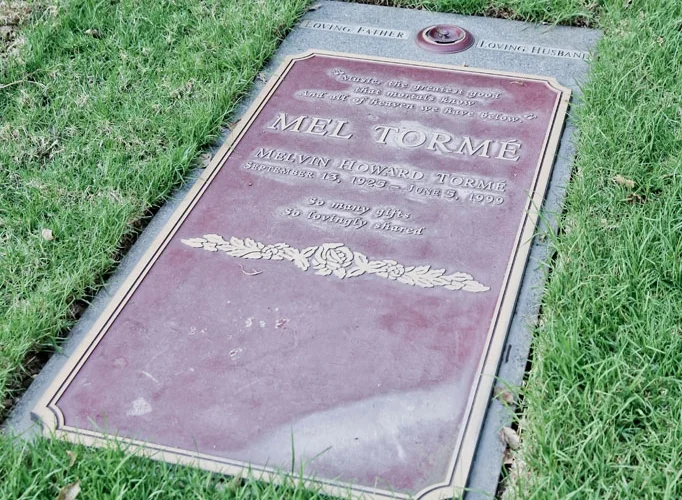 LOVING FATHER
LOVING HUSBAND
"Music, the greatest good
that mortals know,
And all of heaven we have below."
MEL TORMÉ
MELVIN HOWARD TORMÉ
SEPTEMBER 13, 1925 – JUNE 5, 1999
So many gifts
So lovingly shared